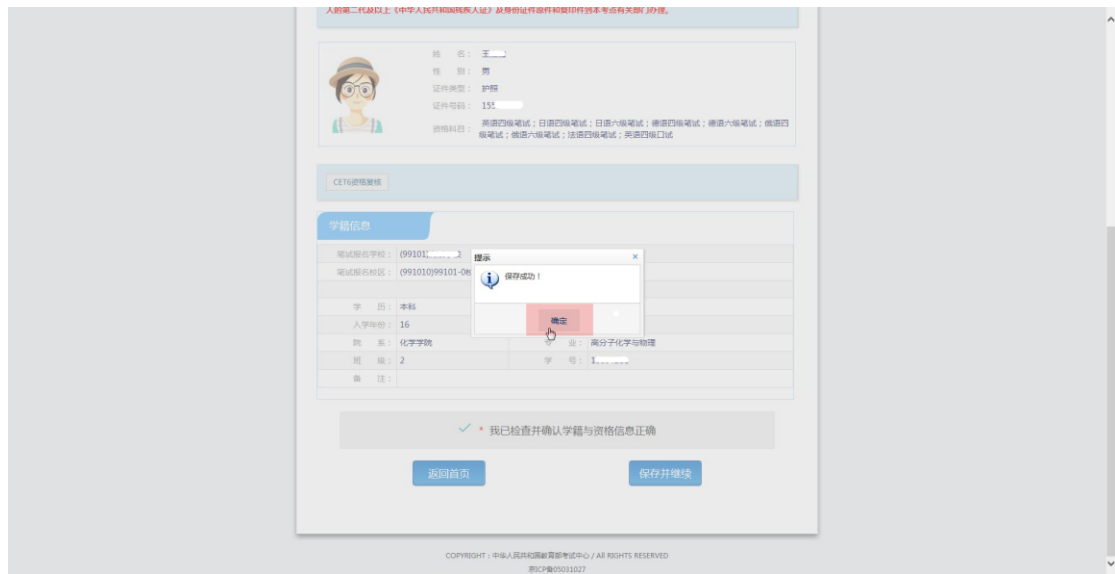 人的第二代及以上《中华人民共和国残疾人证》及身份证件原件和复印件到本考点有关部门办理。
姓 名： 王
性 别： 男
证件类型： 护照
证件号码： 155
资格科目： 英语四级笔试；日语四级笔试；日语六级笔试；德语四级笔试；德语六级笔试；俄语四
级笔试；俄语六级笔试；法语四级笔试；英语四级口试
CET6资格复核
学籍信息
笔试报名学校： (99101)
笔试报名校区： (991010)99101-0
提示 ×
保存成功！
确定
学 历： 本科
入学年份： 16
院 系： 化学学院 专 业： 高分子化学与物理
班 级： 2 学 号： 1
备 注：
✓ * 我已检查并确认学籍与资格信息正确
返回首页 保存并继续
COPYRIGHT：中华人民共和国教育部考试中心 / All RIGHTS RESERVED
京ICP备05031027